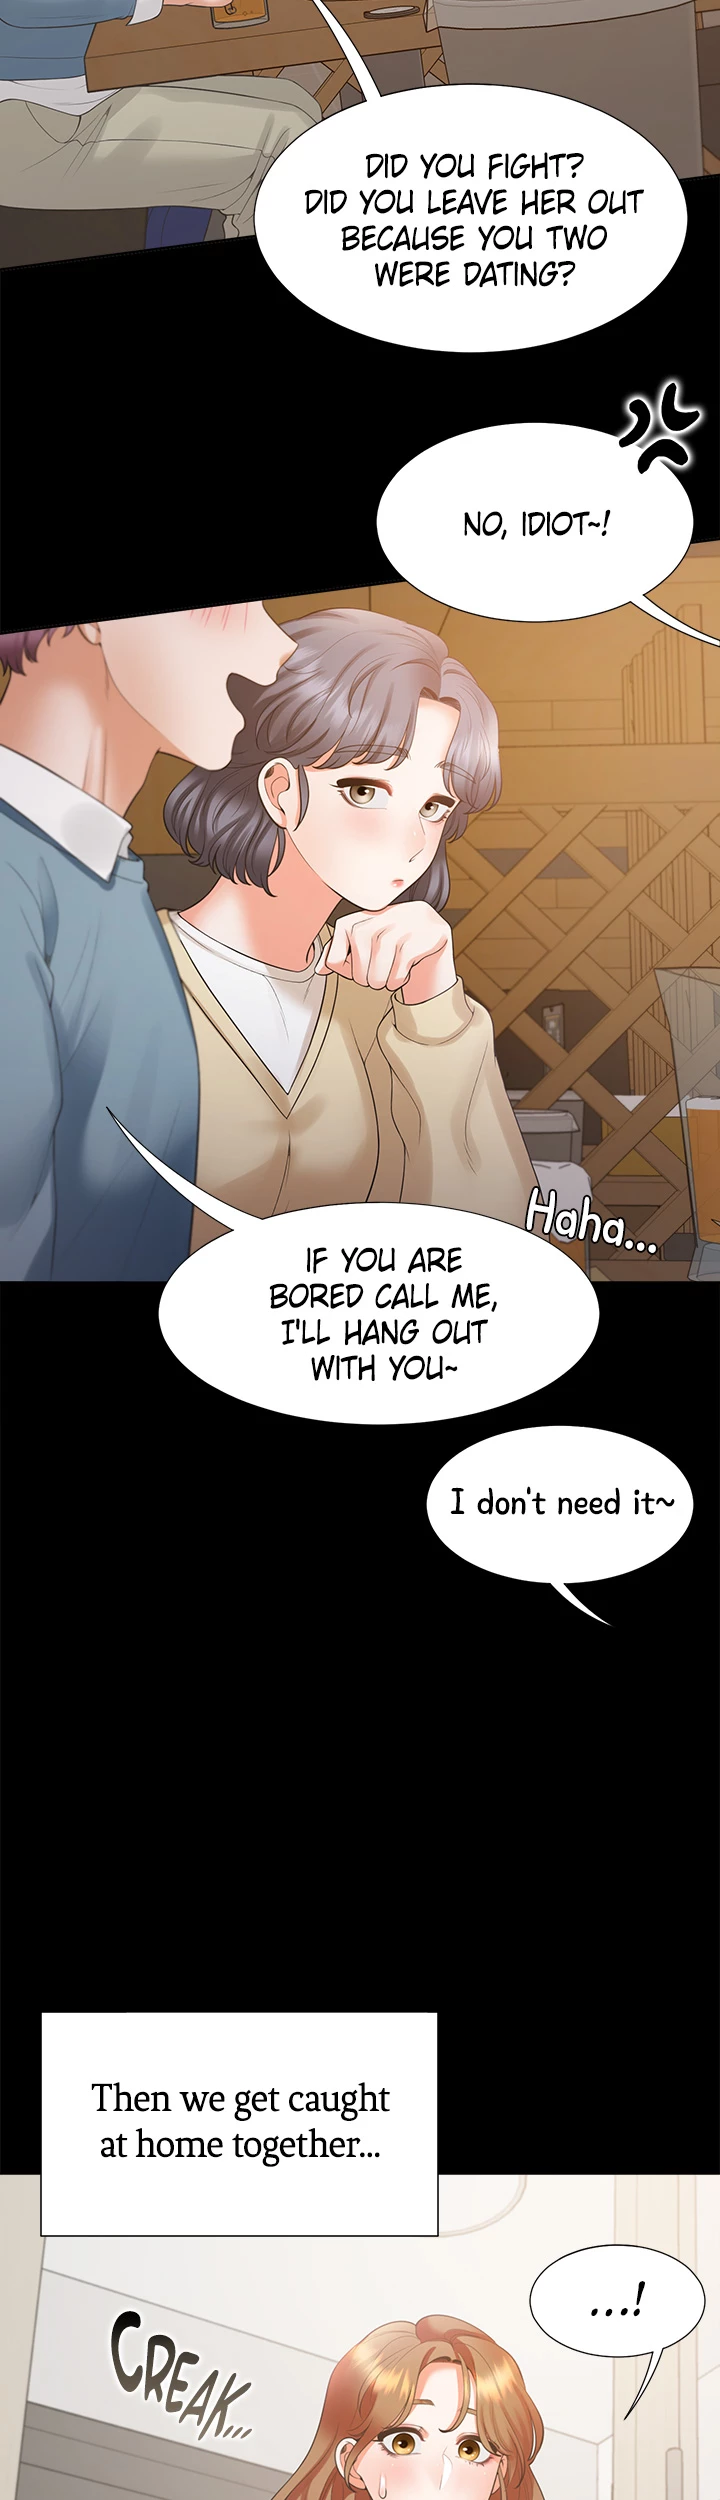 DID YOU FIGHT?
DID YOU LEAVE HER OUT
BECAUSE YOU TWO
WERE DATING?
NO, IDIOT~!
Haha...
IF YOU ARE
BORED CALL ME,
I'LL HANG OUT
WITH YOU~
I don't need it~
Then we get caught
at home together...
...!
CREAK...